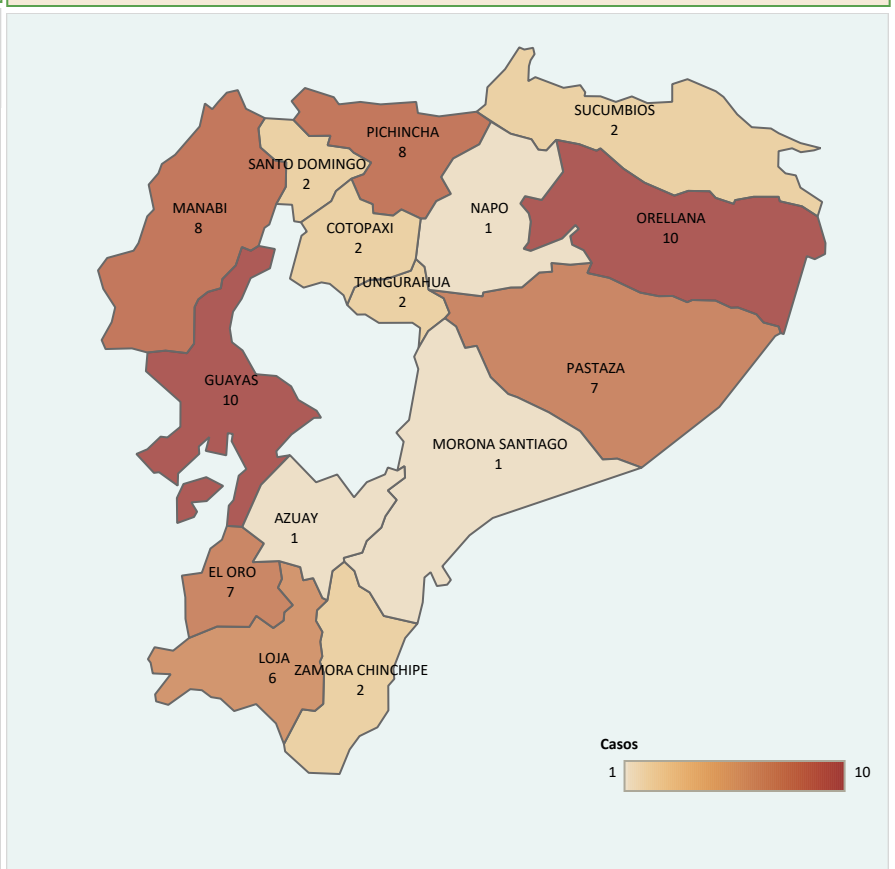 SUCUMBIOS
2
PICHINCHA
8
SANTO DOMINGO
2
MANABI
8
NAPO
1
ORELLANA
10
COTOPAXI
2
TUNGURAHUA
2
GUAYAS
10
PASTAZA
7
MORONA SANTIAGO
1
AZUAY
1
EL ORO
7
LOJA
6
ZAMORA CHINCHIPE
2
Casos
1
10